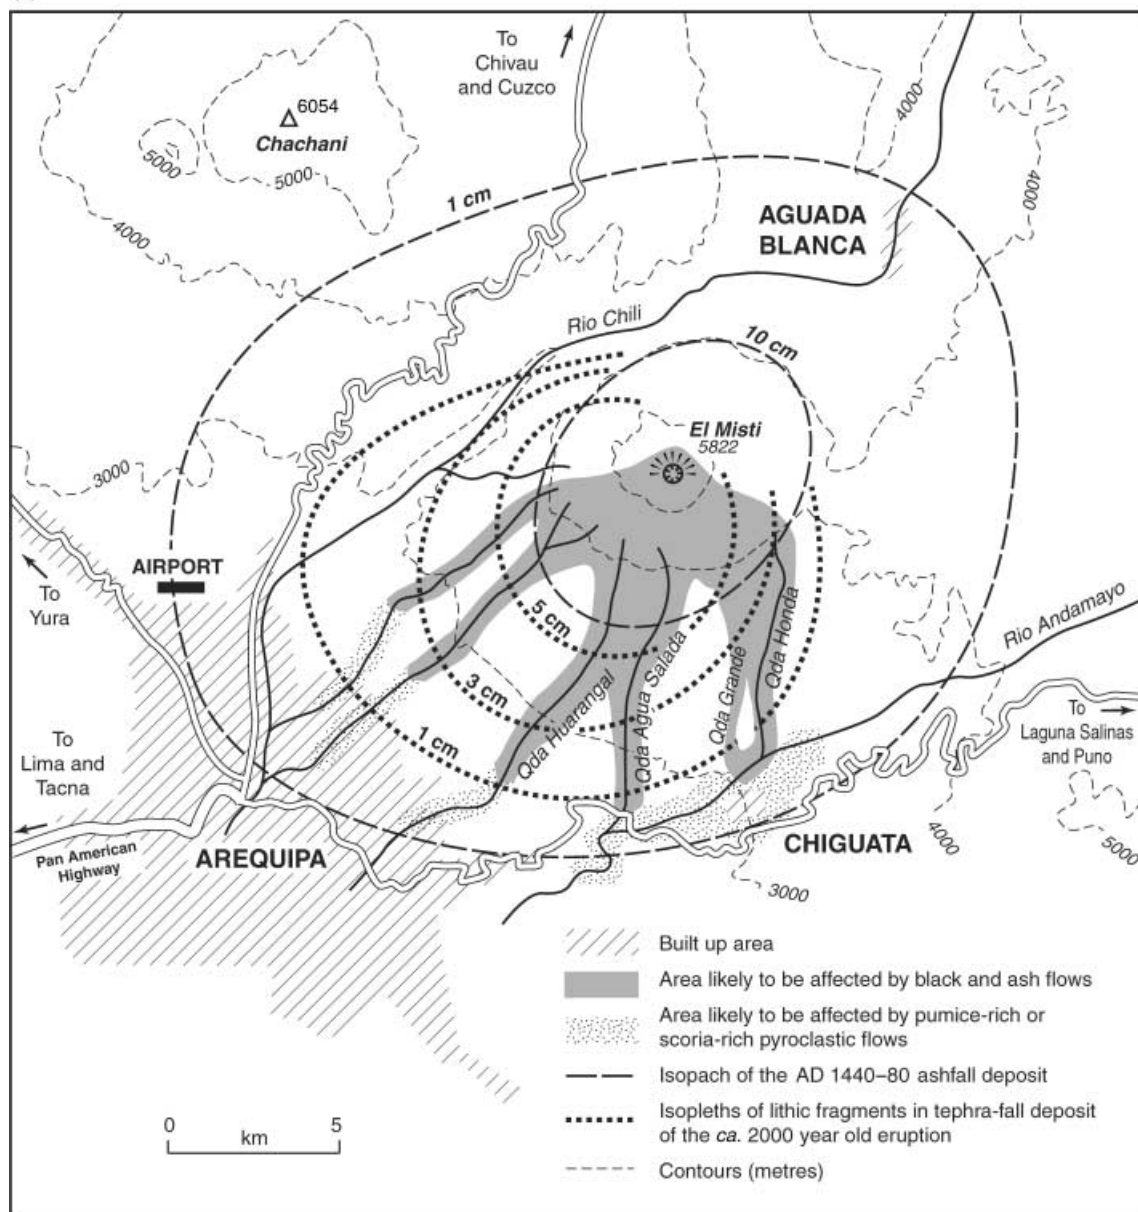 To
Chivau
and Cuzco
4000
6054
Chachani
5000
5000
4000
1 cm
4000
AGUADA
BLANCA
Rio Chili
10 cm
El Misti
5822
3000
AIRPORT
To
Yura
5 cm
3 cm
1 cm
Qda Huarangal
Qda Agua Salada
Qda Grande
Qda Honda
Rio Andamayo
To
Laguna Salinas
and Puno
To
Lima and
Tacna
Pan American
Highway
AREQUIPA
CHIGUATA
4000
5000
3000
Built up area
Area likely to be affected by black and ash flows
Area likely to be affected by pumice-rich or
scoria-rich pyroclastic flows
Isopach of the AD 1440–80 ashfall deposit
Isopleths of lithic fragments in tephra-fall deposit
of the ca. 2000 year old eruption
Contours (metres)
0 5
km